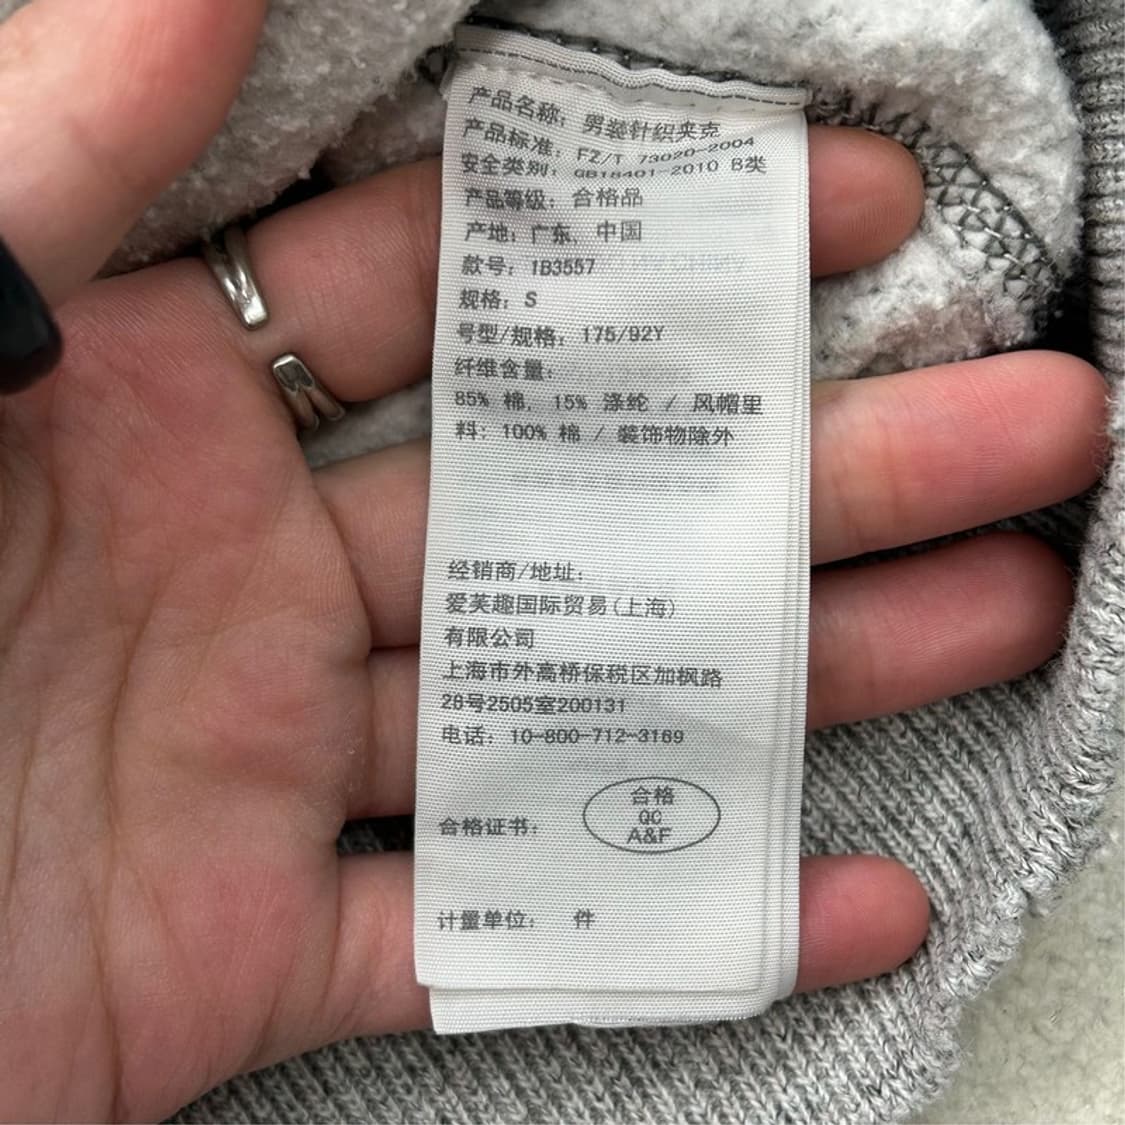 产品名称：男装针织夹克
产品标准：FZ/T 73020-2004
安全类别：GB18401-2010 B类
产品等级：合格品
产地：广东，中国
款号：1B3557
规格：S
号型/规格：175/92Y
纤维含量：
85% 棉，15% 涤纶 / 风帽里
料：100% 棉 / 装饰物除外
经销商/地址：
爱芙趣国际贸易(上海)
有限公司
上海市外高桥保税区加枫路
28号2505室200131
电话：10-800-712-3169
合格证书：
合格
QC
A&F
计量单位： 件